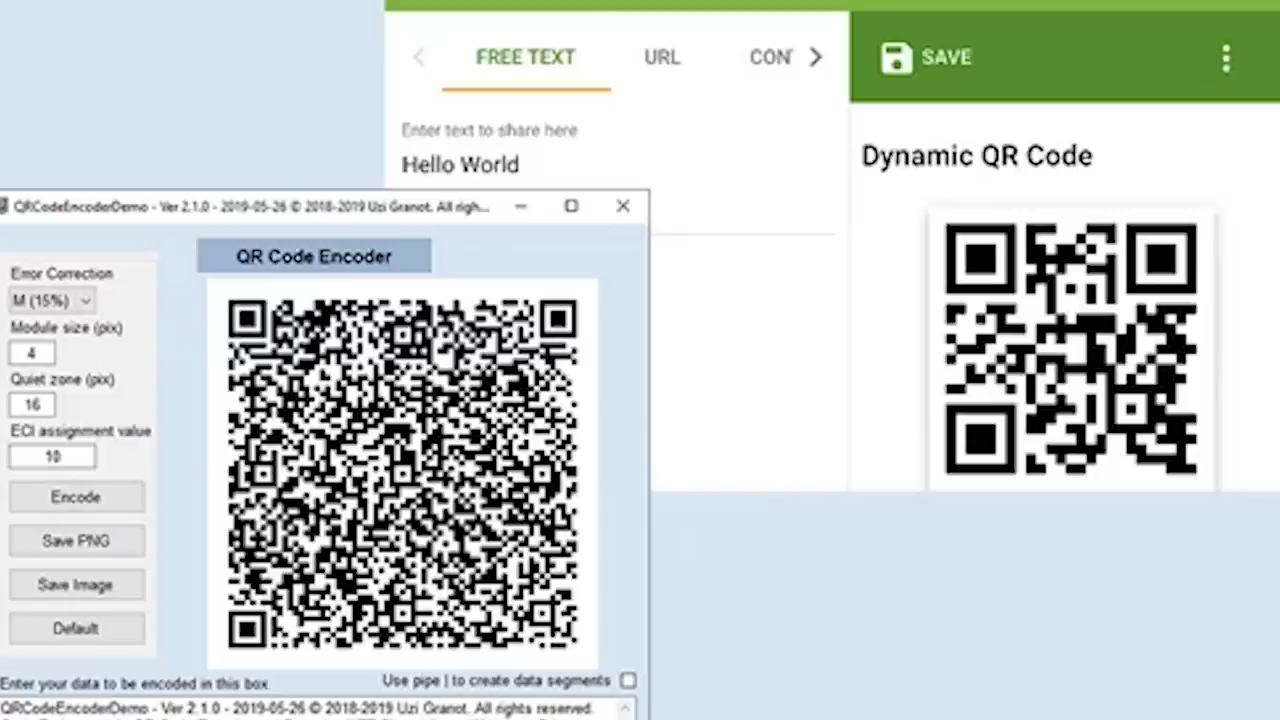 FREE TEXT
URL
CON
SAVE
Enter text to share here
Hello World
Dynamic QR Code
QRCodeEncoderDemo - Ver 2.1.0 - 2019-05-26 © 2018-2019 Uzi Granot. All righ...
QR Code Encoder
Error Correction
M (15%)
Module size (pix)
4
Quiet zone (pix)
16
ECI assignment value
10
Encode
Save PNG
Save Image
Default
Enter your data to be encoded in this box
Use pipe | to create data segments
QRCodeEncoderDemo - Ver 2.1.0 - 2019-05-26 © 2018-2019 Uzi Granot. All rights reserved.